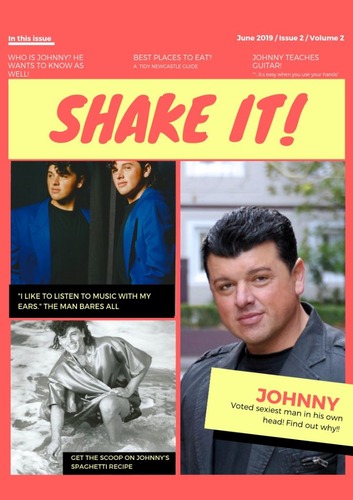 In this issue
June 2019 / Issue 2 / Volume 2
WHO IS JOHNNY? HE
WANTS TO KNOW AS
WELL!
BEST PLACES TO EAT?
A TIDY NEWCASTLE GUIDE
JOHNNY TEACHES
GUITAR!
"...It's easy when you use your hands"
SHAKE IT!
"I LIKE TO LISTEN TO MUSIC WITH MY
EARS." THE MAN BARES ALL
JOHNNY
Voted sexiest man in his own
head! Find out why!!
GET THE SCOOP ON JOHNNY'S
SPAGHETTI RECIPE